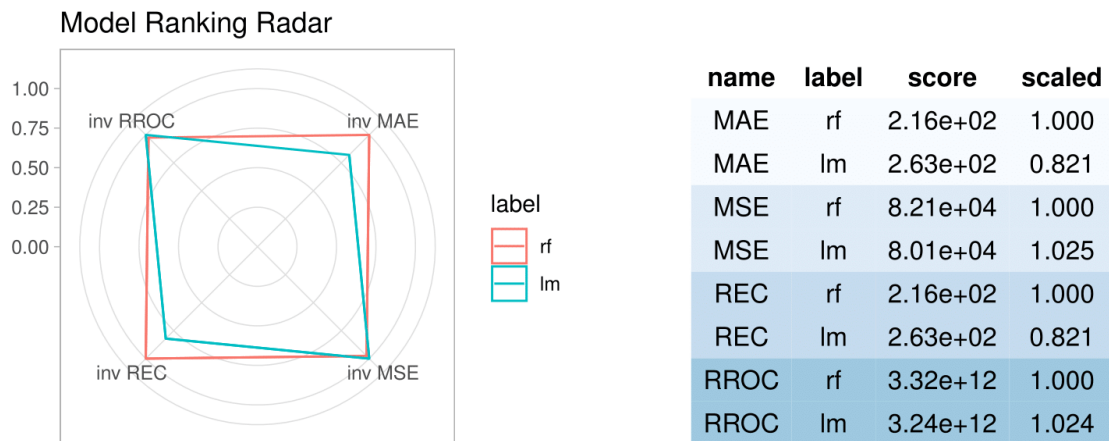 Model Ranking Radar
1.00
0.75
0.50
0.25
0.00
inv RROC
inv MAE
inv REC
inv MSE
label
rf
lm
name label score scaled
MAE rf 2.16e+02 1.000
MAE lm 2.63e+02 0.821
MSE rf 8.21e+04 1.000
MSE lm 8.01e+04 1.025
REC rf 2.16e+02 1.000
REC lm 2.63e+02 0.821
RROC rf 3.32e+12 1.000
RROC lm 3.24e+12 1.024